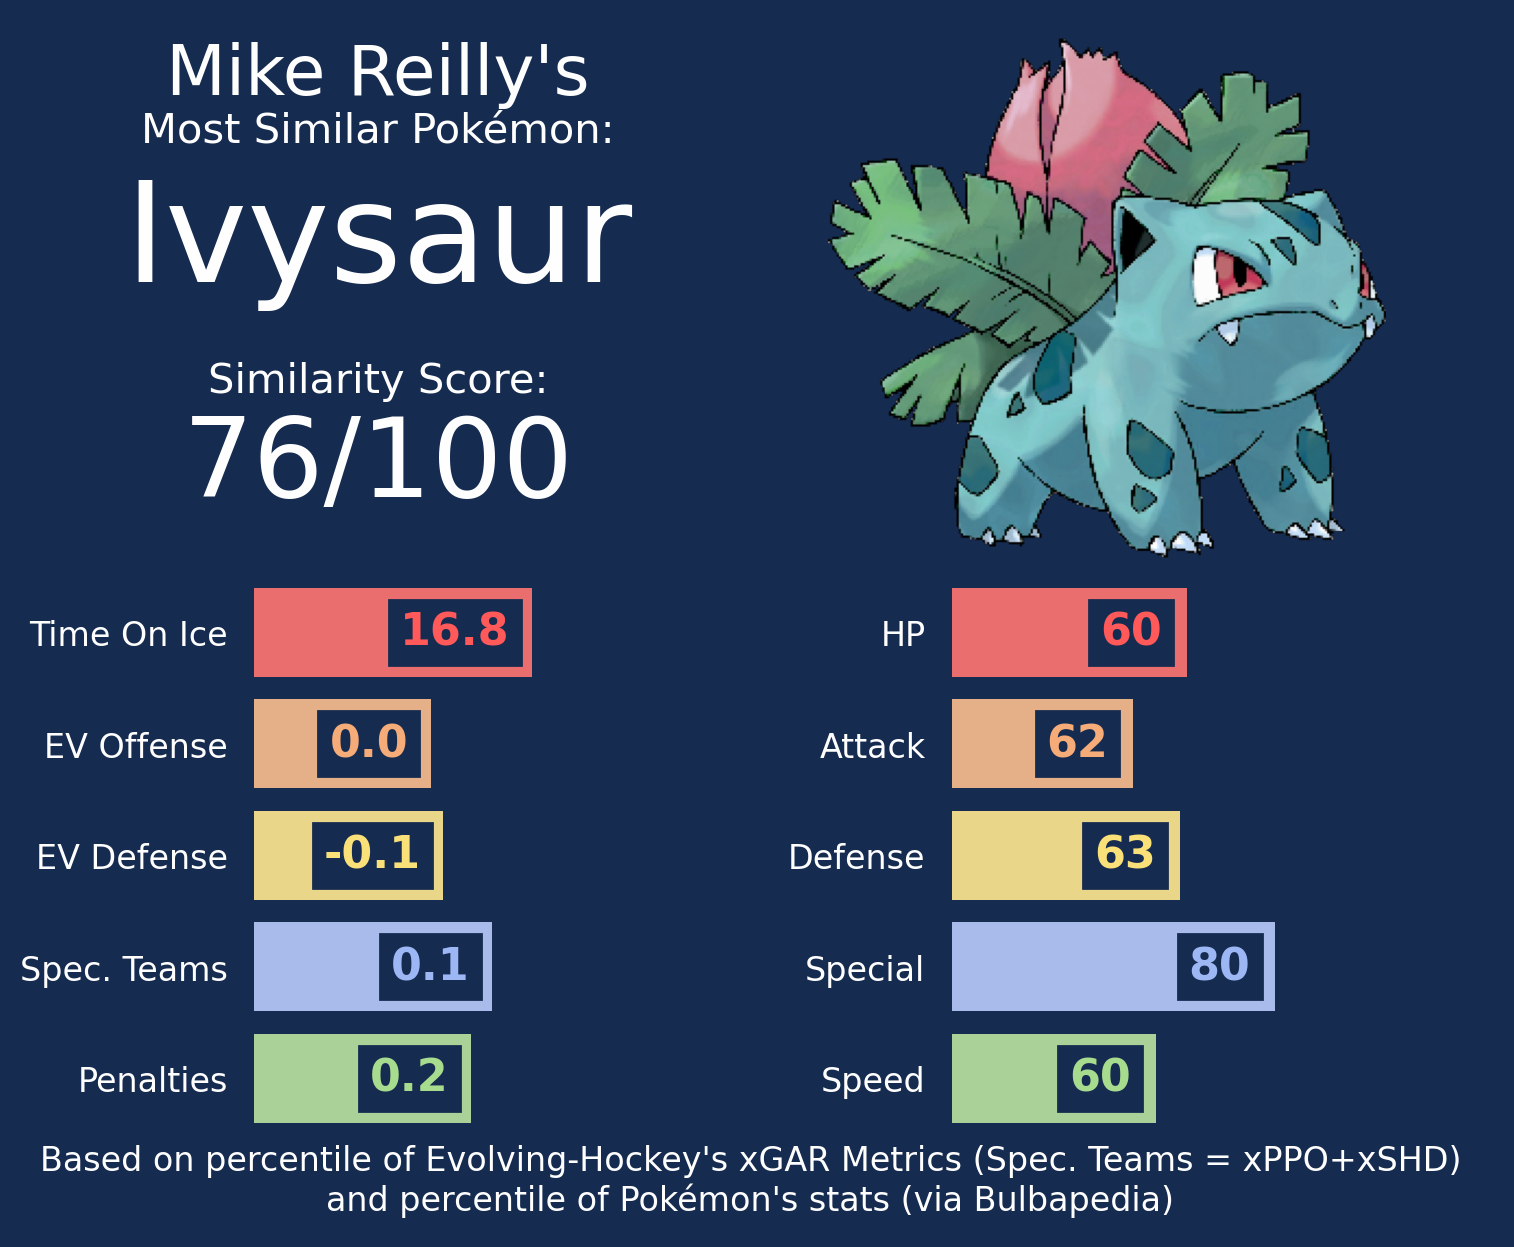 Mike Reilly's
Most Similar Pokémon:
Ivysaur
Similarity Score:
76/100
Time On Ice 16.8
EV Offense 0.0
EV Defense -0.1
Spec. Teams 0.1
Penalties 0.2
HP 60
Attack 62
Defense 63
Special 80
Speed 60
Based on percentile of Evolving-Hockey's xGAR Metrics (Spec. Teams = xPPO+xSHD)
and percentile of Pokémon's stats (via Bulbapedia)